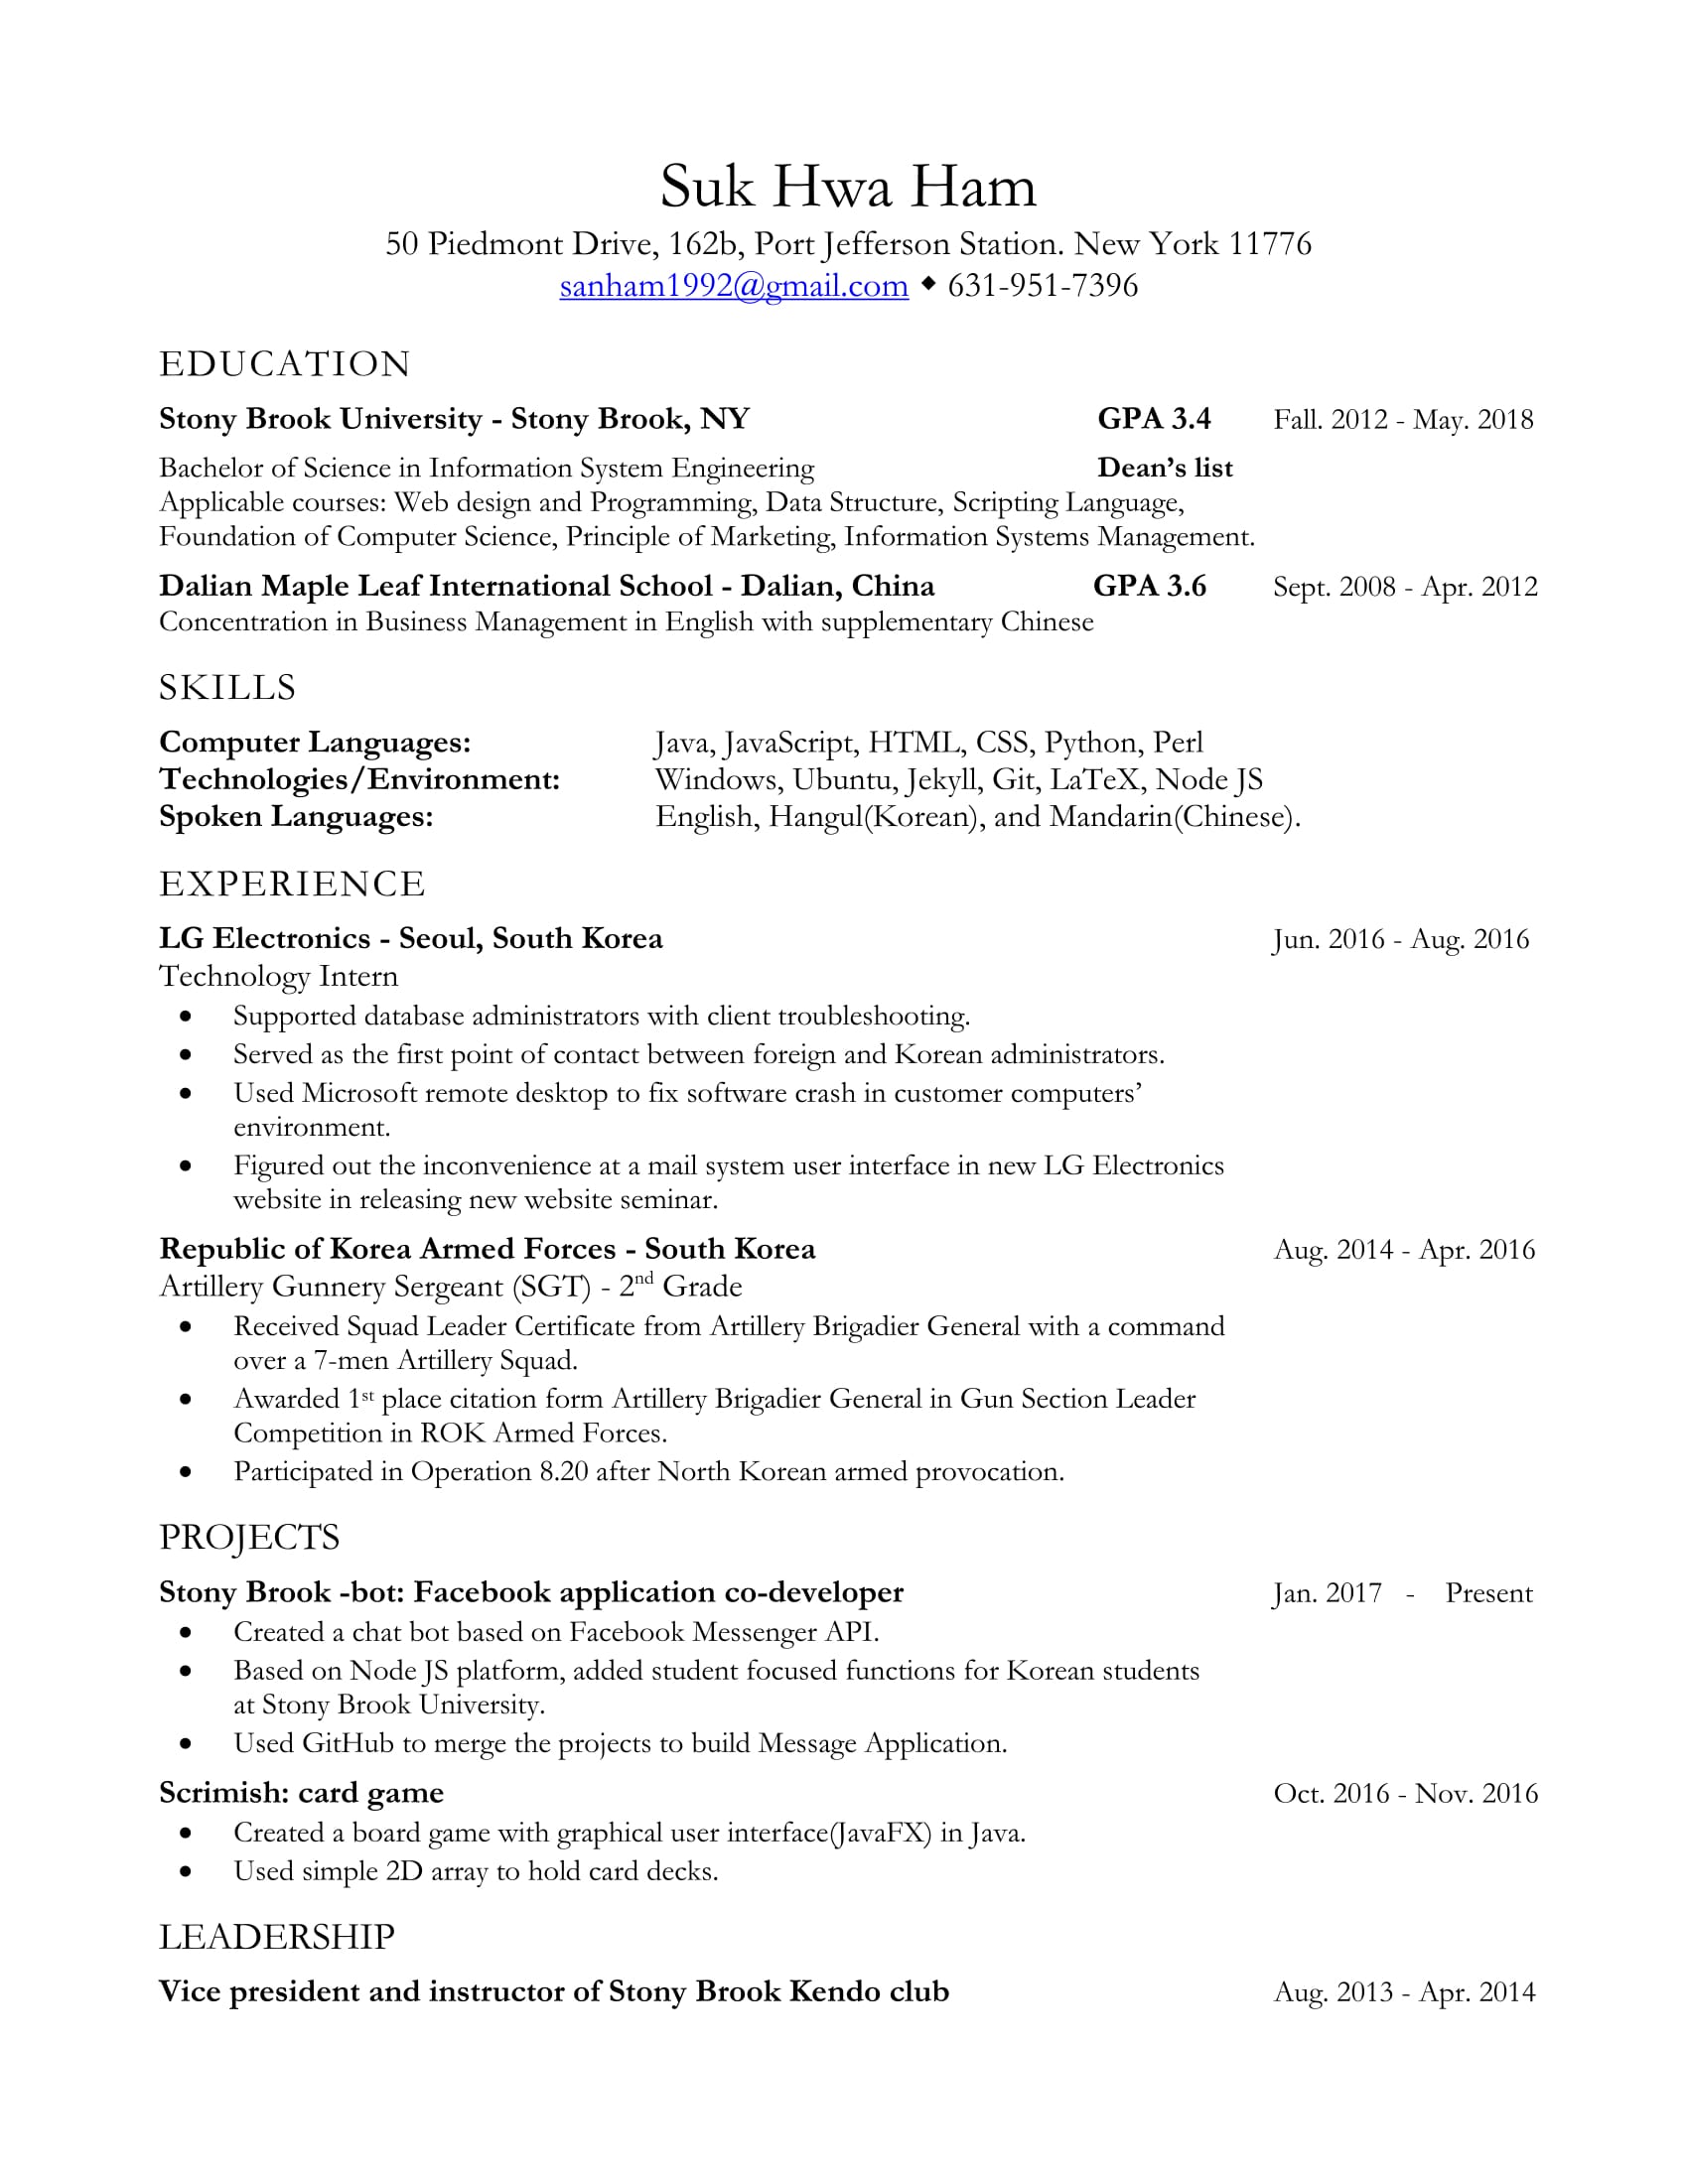 Suk Hwa Ham
50 Piedmont Drive, 162b, Port Jefferson Station. New York 11776
sanham1992@gmail.com ◆ 631-951-7396
EDUCATION
Stony Brook University - Stony Brook, NY GPA 3.4 Fall. 2012 - May. 2018
Bachelor of Science in Information System Engineering Dean’s list
Applicable courses: Web design and Programming, Data Structure, Scripting Language,
Foundation of Computer Science, Principle of Marketing, Information Systems Management.
Dalian Maple Leaf International School - Dalian, China GPA 3.6 Sept. 2008 - Apr. 2012
Concentration in Business Management in English with supplementary Chinese
SKILLS
Computer Languages: Java, JavaScript, HTML, CSS, Python, Perl
Technologies/Environment: Windows, Ubuntu, Jekyll, Git, LaTeX, Node JS
Spoken Languages: English, Hangul(Korean), and Mandarin(Chinese).
EXPERIENCE
LG Electronics - Seoul, South Korea Jun. 2016 - Aug. 2016
Technology Intern
• Supported database administrators with client troubleshooting.
• Served as the first point of contact between foreign and Korean administrators.
• Used Microsoft remote desktop to fix software crash in customer computers’
environment.
• Figured out the inconvenience at a mail system user interface in new LG Electronics
website in releasing new website seminar.
Republic of Korea Armed Forces - South Korea Aug. 2014 - Apr. 2016
Artillery Gunnery Sergeant (SGT) - 2nd Grade
• Received Squad Leader Certificate from Artillery Brigadier General with a command
over a 7-men Artillery Squad.
• Awarded 1st place citation form Artillery Brigadier General in Gun Section Leader
Competition in ROK Armed Forces.
• Participated in Operation 8.20 after North Korean armed provocation.
PROJECTS
Stony Brook -bot: Facebook application co-developer Jan. 2017 - Present
• Created a chat bot based on Facebook Messenger API.
• Based on Node JS platform, added student focused functions for Korean students
at Stony Brook University.
• Used GitHub to merge the projects to build Message Application.
Scrimish: card game Oct. 2016 - Nov. 2016
• Created a board game with graphical user interface(JavaFX) in Java.
• Used simple 2D array to hold card decks.
LEADERSHIP
Vice president and instructor of Stony Brook Kendo club Aug. 2013 - Apr. 2014